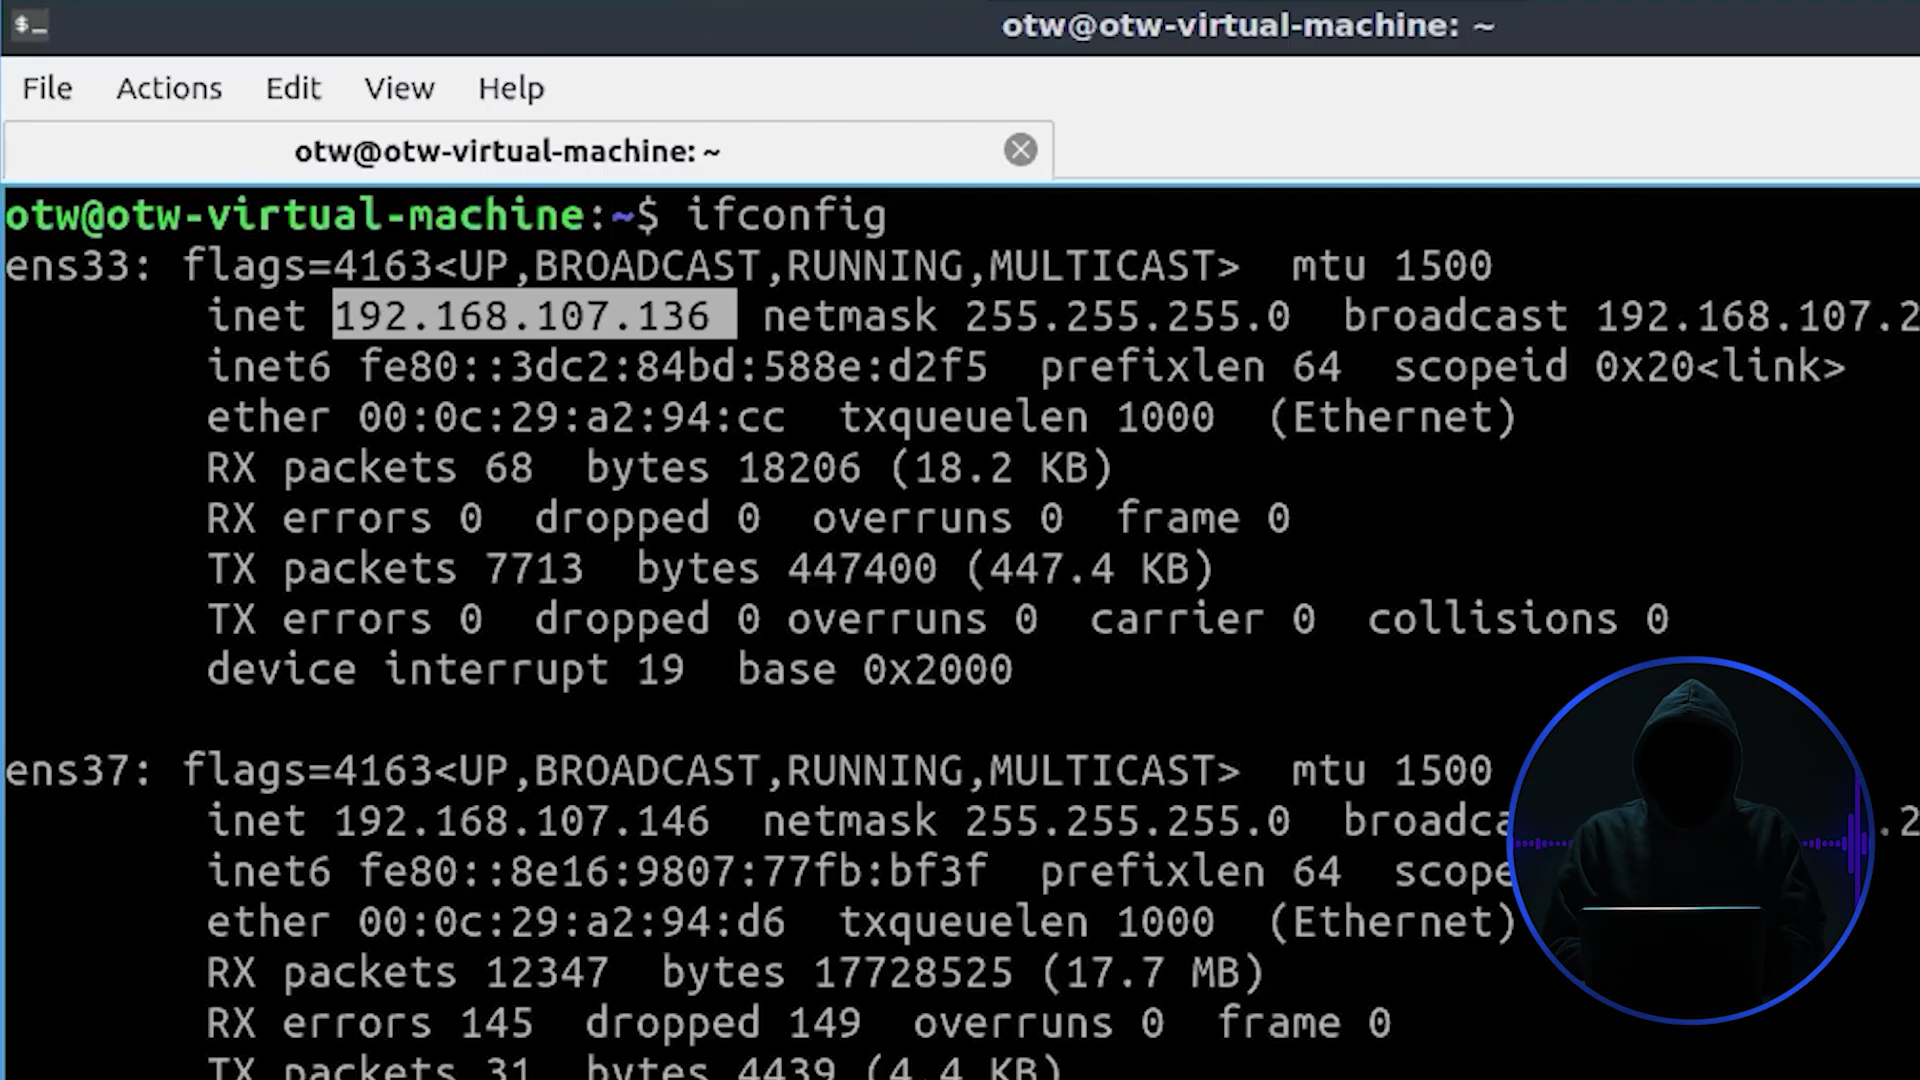 $_
otw@otw-virtual-machine: ~
File Actions Edit View Help
otw@otw-virtual-machine: ~
otw@otw-virtual-machine:~$ ifconfig
ens33: flags=4163<UP,BROADCAST,RUNNING,MULTICAST>  mtu 1500
inet 192.168.107.136  netmask 255.255.255.0  broadcast 192.168.107.2
inet6 fe80::3dc2:84bd:588e:d2f5  prefixlen 64  scopeid 0x20<link>
ether 00:0c:29:a2:94:cc  txqueuelen 1000  (Ethernet)
RX packets 68  bytes 18206 (18.2 KB)
RX errors 0  dropped 0  overruns 0  frame 0
TX packets 7713  bytes 447400 (447.4 KB)
TX errors 0  dropped 0 overruns 0  carrier 0  collisions 0
device interrupt 19  base 0x2000
ens37: flags=4163<UP,BROADCAST,RUNNING,MULTICAST>  mtu 1500
inet 192.168.107.146  netmask 255.255.255.0  broadc .2
inet6 fe80::8e16:9807:77fb:bf3f  prefixlen 64  scope
ether 00:0c:29:a2:94:d6  txqueuelen 1000  (Ethernet)
RX packets 12347  bytes 17728525 (17.7 MB)
RX errors 145  dropped 149  overruns 0  frame 0
TX packets 31  bytes 4439 (4.4 KB)